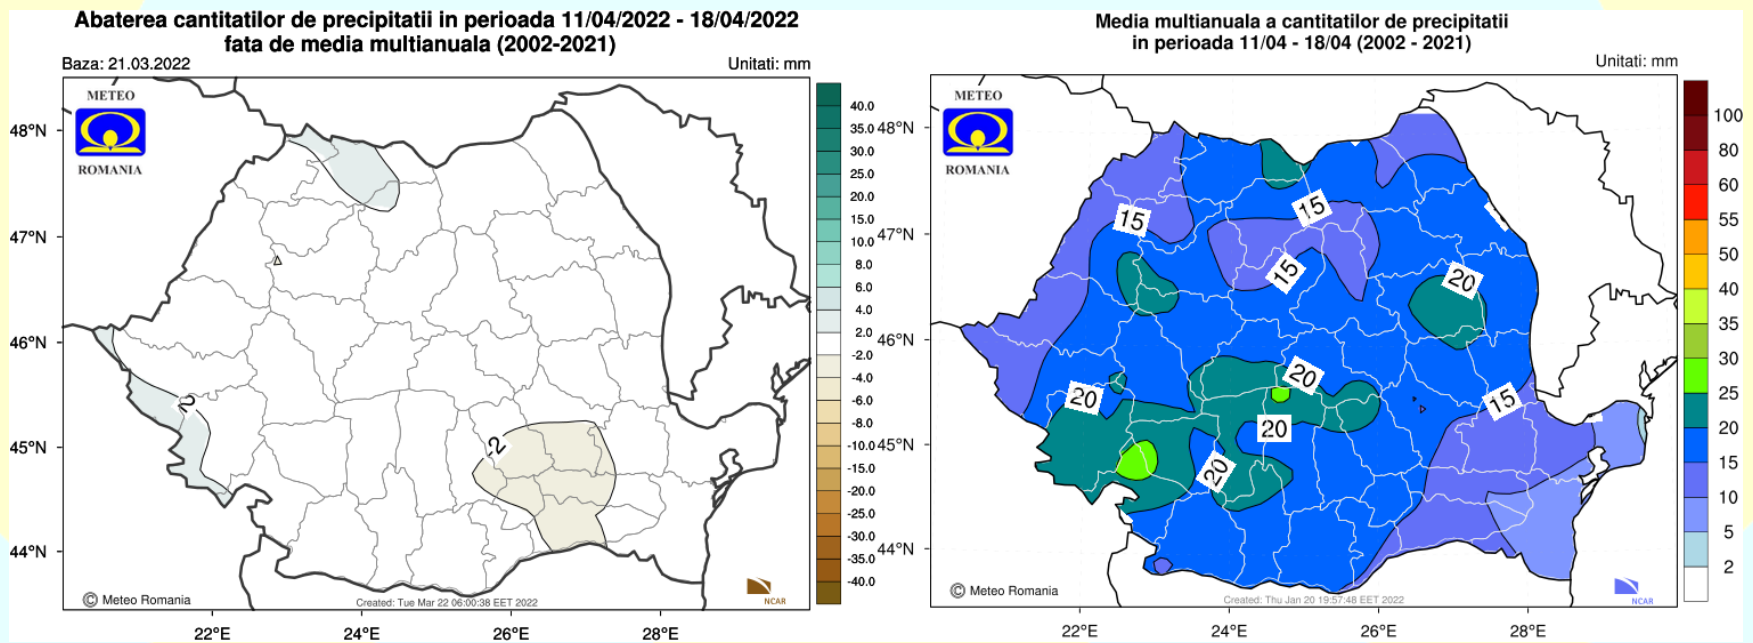 Abaterea cantitatilor de precipitatii in perioada 11/04/2022 - 18/04/2022
fata de media multianuala (2002-2021)
Baza: 21.03.2022
Unitati: mm
METEO
ROMANIA
48°N
47°N
46°N
45°N
44°N
22°E
24°E
26°E
28°E
2
-2
40.0
35.0
30.0
25.0
20.0
15.0
10.0
8.0
6.0
4.0
2.0
-2.0
-4.0
-6.0
-8.0
-10.0
-15.0
-20.0
-25.0
-30.0
-35.0
-40.0
© Meteo Romania
Created: Tue Mar 22 06:00:38 EET 2022
NCAR
Media multianuala a cantitatilor de precipitatii
in perioada 11/04 - 18/04 (2002 - 2021)
Unitati: mm
METEO
ROMANIA
48°N
47°N
46°N
45°N
44°N
22°E
24°E
26°E
28°E
15
15
15
20
20
20
15
20
20
100
80
60
55
50
40
35
30
25
20
15
10
5
2
© Meteo Romania
Created: Thu Jan 20 19:57:48 EET 2022
NCAR